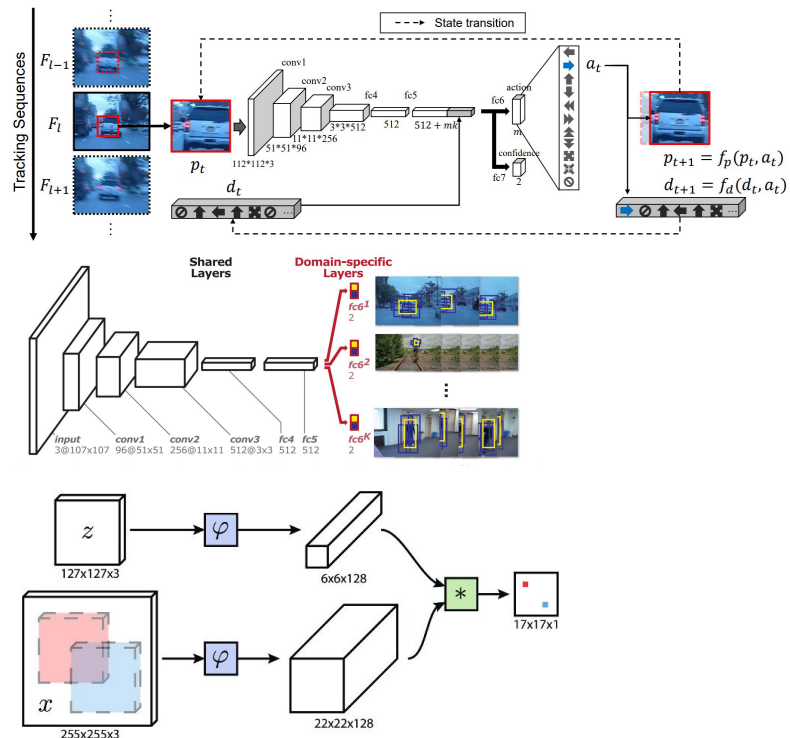 State transition
Tracking Sequences
F_{l-1}
F_l
F_{l+1}
p_t
conv1
conv2
conv3
fc4
fc5
112*112*3
51*51*96
11*11*256
3*3*512
512
512 + mk
fc6
action
m
confidence
fc7
2
a_t
d_t
p_{t+1} = f_p(p_t, a_t)
d_{t+1} = f_d(d_t, a_t)
Shared
Layers
Domain-specific
Layers
fc6^1
2
fc6^2
2
fc6^K
2
input
3@107x107
conv1
96@51x51
conv2
256@11x11
conv3
512@3x3
fc4
512
fc5
512
z
127x127x3
φ
6x6x128
*
17x17x1
x
255x255x3
φ
22x22x128